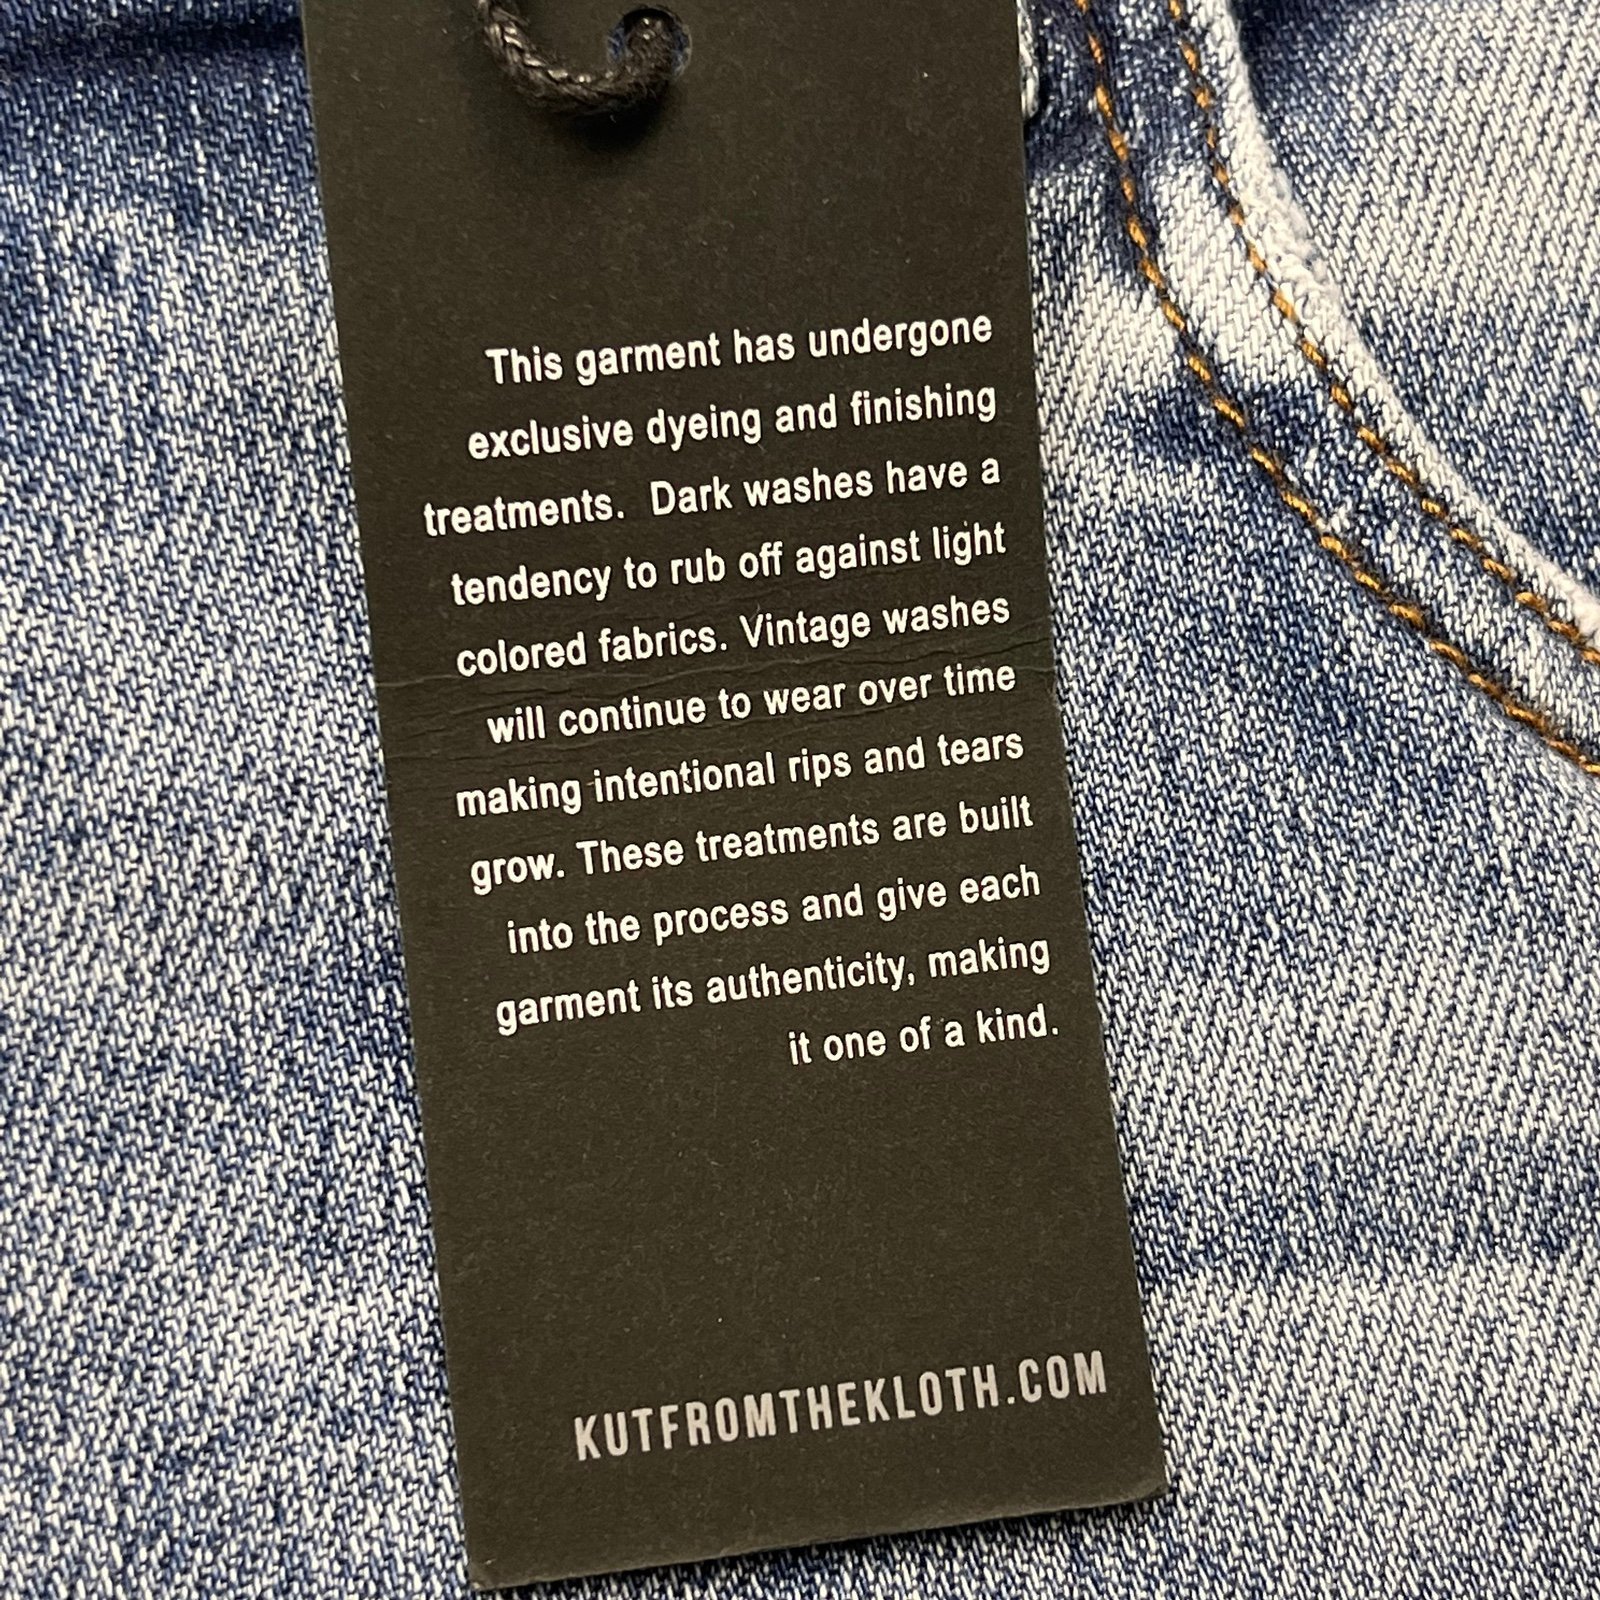 This garment has undergone
exclusive dyeing and finishing
treatments.  Dark washes have a
tendency to rub off against light
colored fabrics. Vintage washes
will continue to wear over time
making intentional rips and tears
grow. These treatments are built
into the process and give each
garment its authenticity, making
it one of a kind.
KUTFROMTHEKLOTH.COM